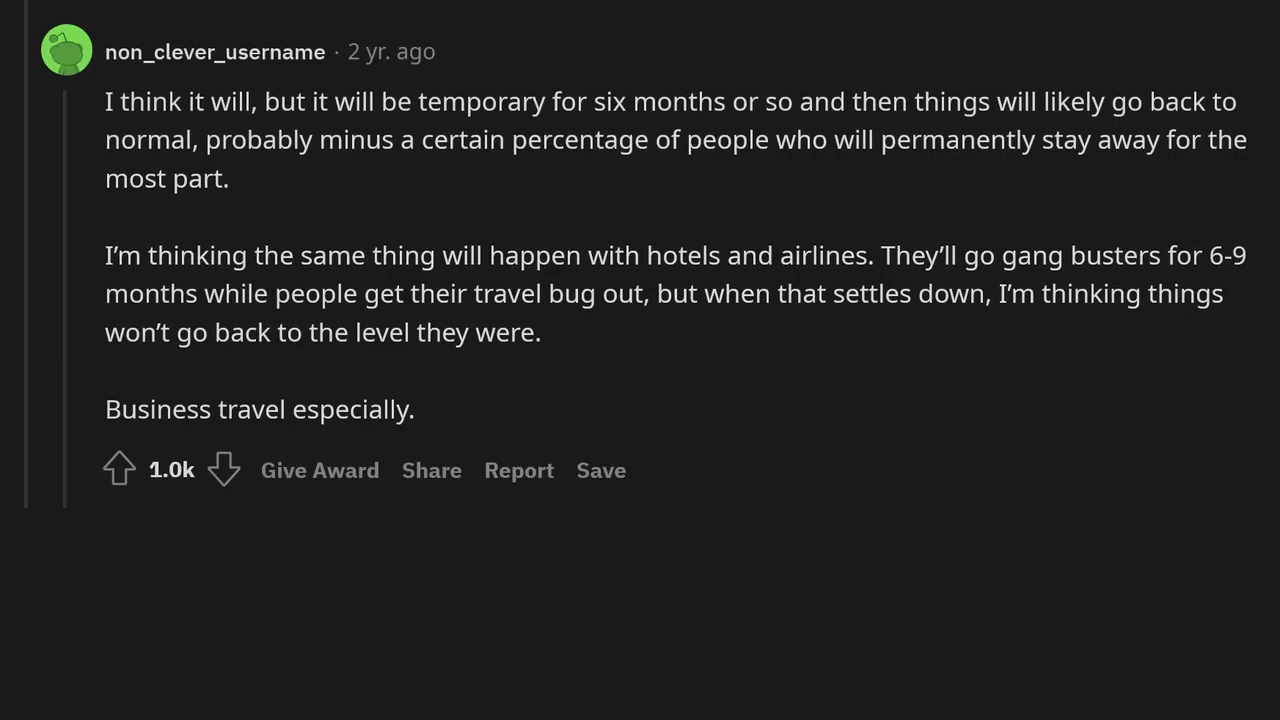 non_clever_username · 2 yr. ago
I think it will, but it will be temporary for six months or so and then things will likely go back to
normal, probably minus a certain percentage of people who will permanently stay away for the
most part.
I’m thinking the same thing will happen with hotels and airlines. They’ll go gang busters for 6-9
months while people get their travel bug out, but when that settles down, I’m thinking things
won’t go back to the level they were.
Business travel especially.
1.0k Give Award Share Report Save